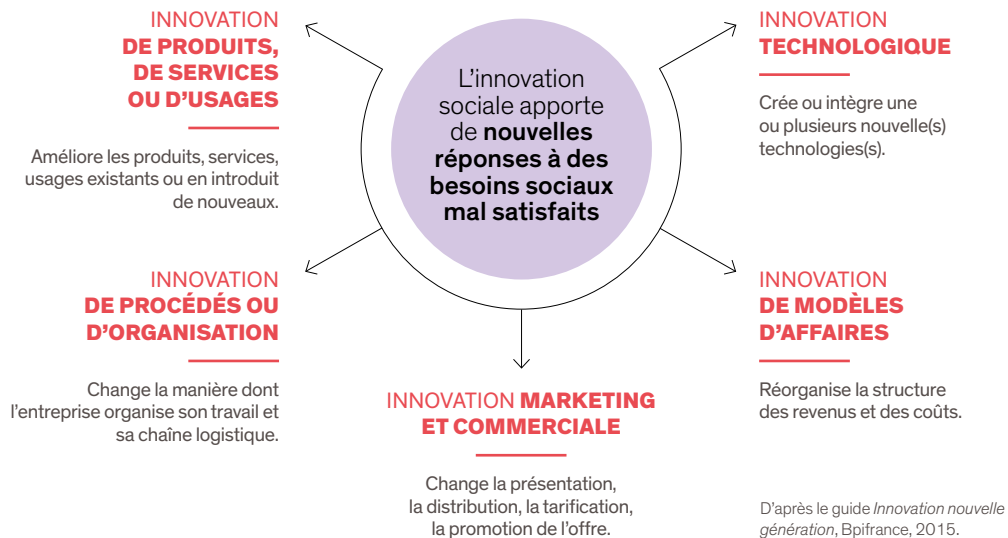 INNOVATION
DE PRODUITS,
DE SERVICES
OU D’USAGES
Améliore les produits, services,
usages existants ou en introduit
de nouveaux.
L’innovation
sociale apporte
de nouvelles
réponses à des
besoins sociaux
mal satisfaits
INNOVATION
TECHNOLOGIQUE
Crée ou intègre une
ou plusieurs nouvelle(s)
technologies(s).
INNOVATION
DE PROCÉDÉS OU
D’ORGANISATION
Change la manière dont
l’entreprise organise son travail et
sa chaîne logistique.
INNOVATION MARKETING
ET COMMERCIALE
Change la présentation,
la distribution, la tarification,
la promotion de l’offre.
INNOVATION
DE MODÈLES
D’AFFAIRES
Réorganise la structure
des revenus et des coûts.
D’après le guide Innovation nouvelle
génération, Bpifrance, 2015.